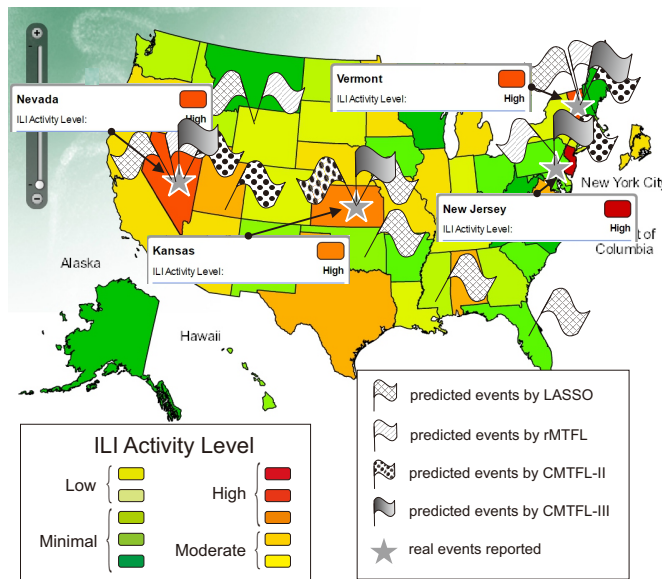 Vermont
ILI Activity Level:
High
Nevada
ILI Activity Level:
High
New York City
New Jersey
ILI Activity Level:
High
t of
Columbia
Kansas
ILI Activity Level:
High
Alaska
Hawaii
predicted events by LASSO
predicted events by rMTFL
predicted events by CMTFL-II
predicted events by CMTFL-III
real events reported
ILI Activity Level
Low
High
Minimal
Moderate